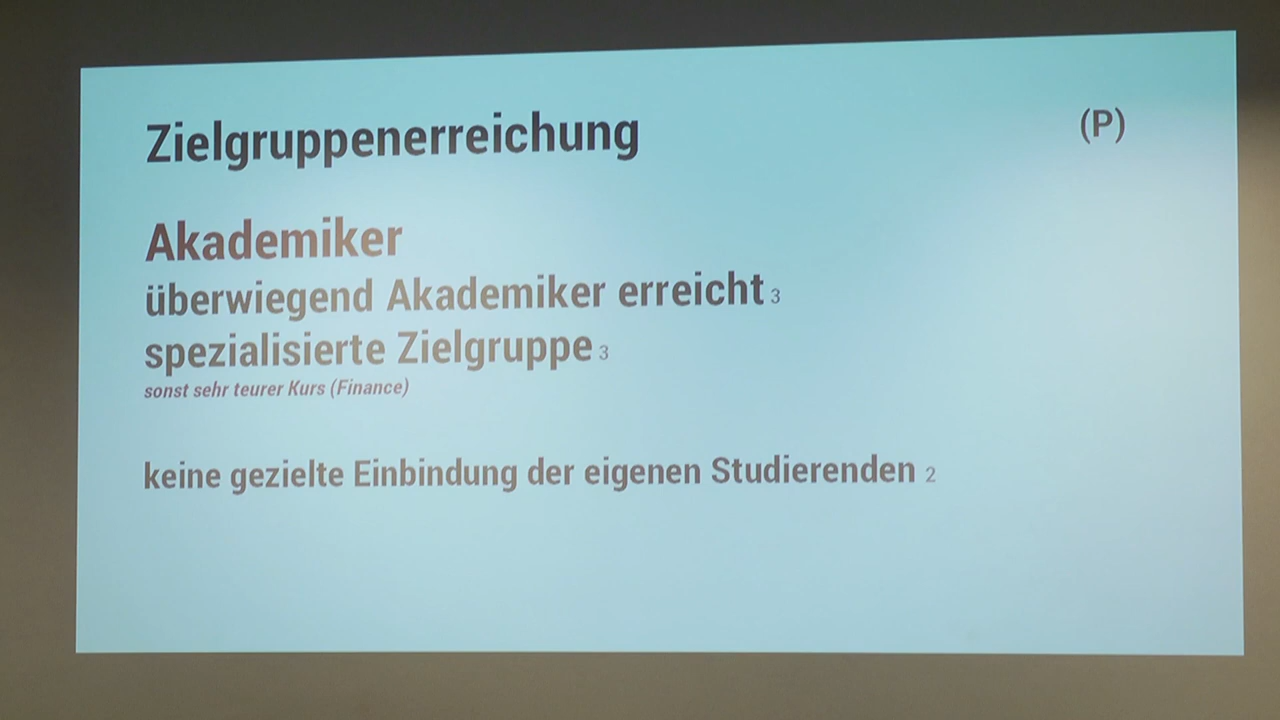 Zielgruppenerreichung
(P)
Akademiker
überwiegend Akademiker erreicht 3
spezialisierte Zielgruppe 3
sonst sehr teurer Kurs (Finance)
keine gezielte Einbindung der eigenen Studierenden 2